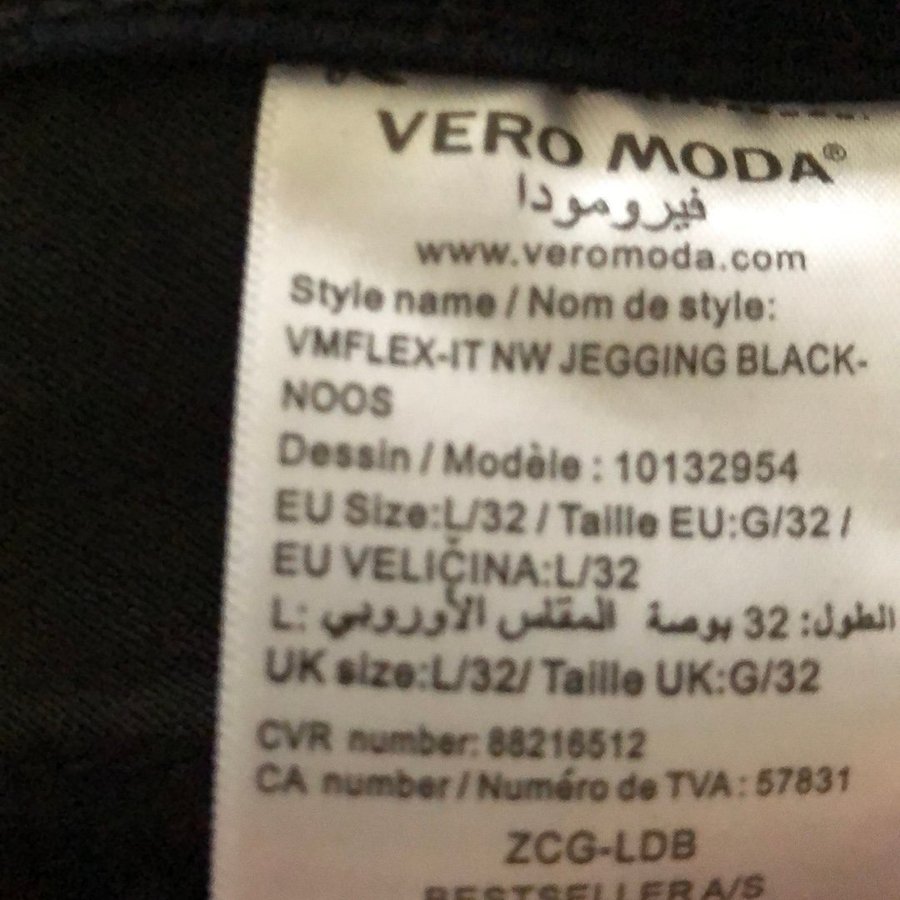 VERO MODA®
فيرومودا
www.veromoda.com
Style name / Nom de style:
VMFLEX-IT NW JEGGING BLACK-
NOOS
Dessin / Modèle : 10132954
EU Size:L/32 / Taille EU:G/32 /
EU VELIČINA:L/32
الطول: 32 بوصة المقاس الأوروبي :L
UK size:L/32/ Taille UK:G/32
CVR number: 88216512
CA number / Numéro de TVA : 57831
ZCG-LDB
BESTSELLER A/S